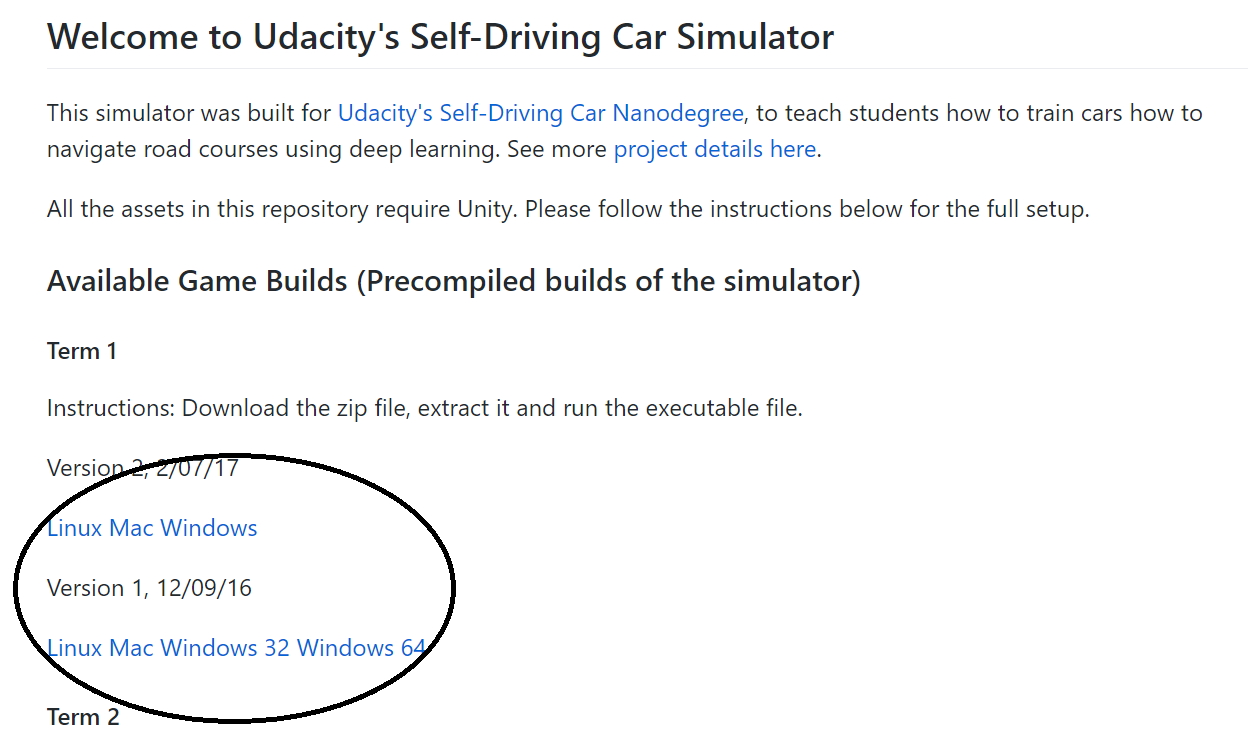 Welcome to Udacity's Self-Driving Car Simulator
This simulator was built for Udacity's Self-Driving Car Nanodegree, to teach students how to train cars how to
navigate road courses using deep learning. See more project details here.
All the assets in this repository require Unity. Please follow the instructions below for the full setup.
Available Game Builds (Precompiled builds of the simulator)
Term 1
Instructions: Download the zip file, extract it and run the executable file.
Version 2, 2/07/17
Linux Mac Windows
Version 1, 12/09/16
Linux Mac Windows 32 Windows 64
Term 2